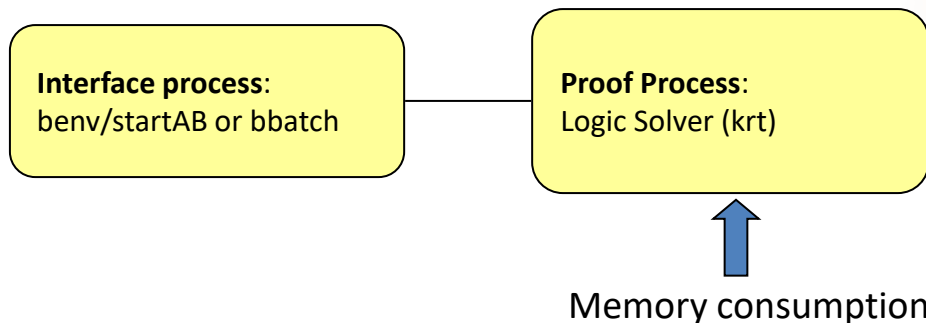 Interface process:
benv/startAB or bbatch
Proof Process:
Logic Solver (krt)
Memory consumption